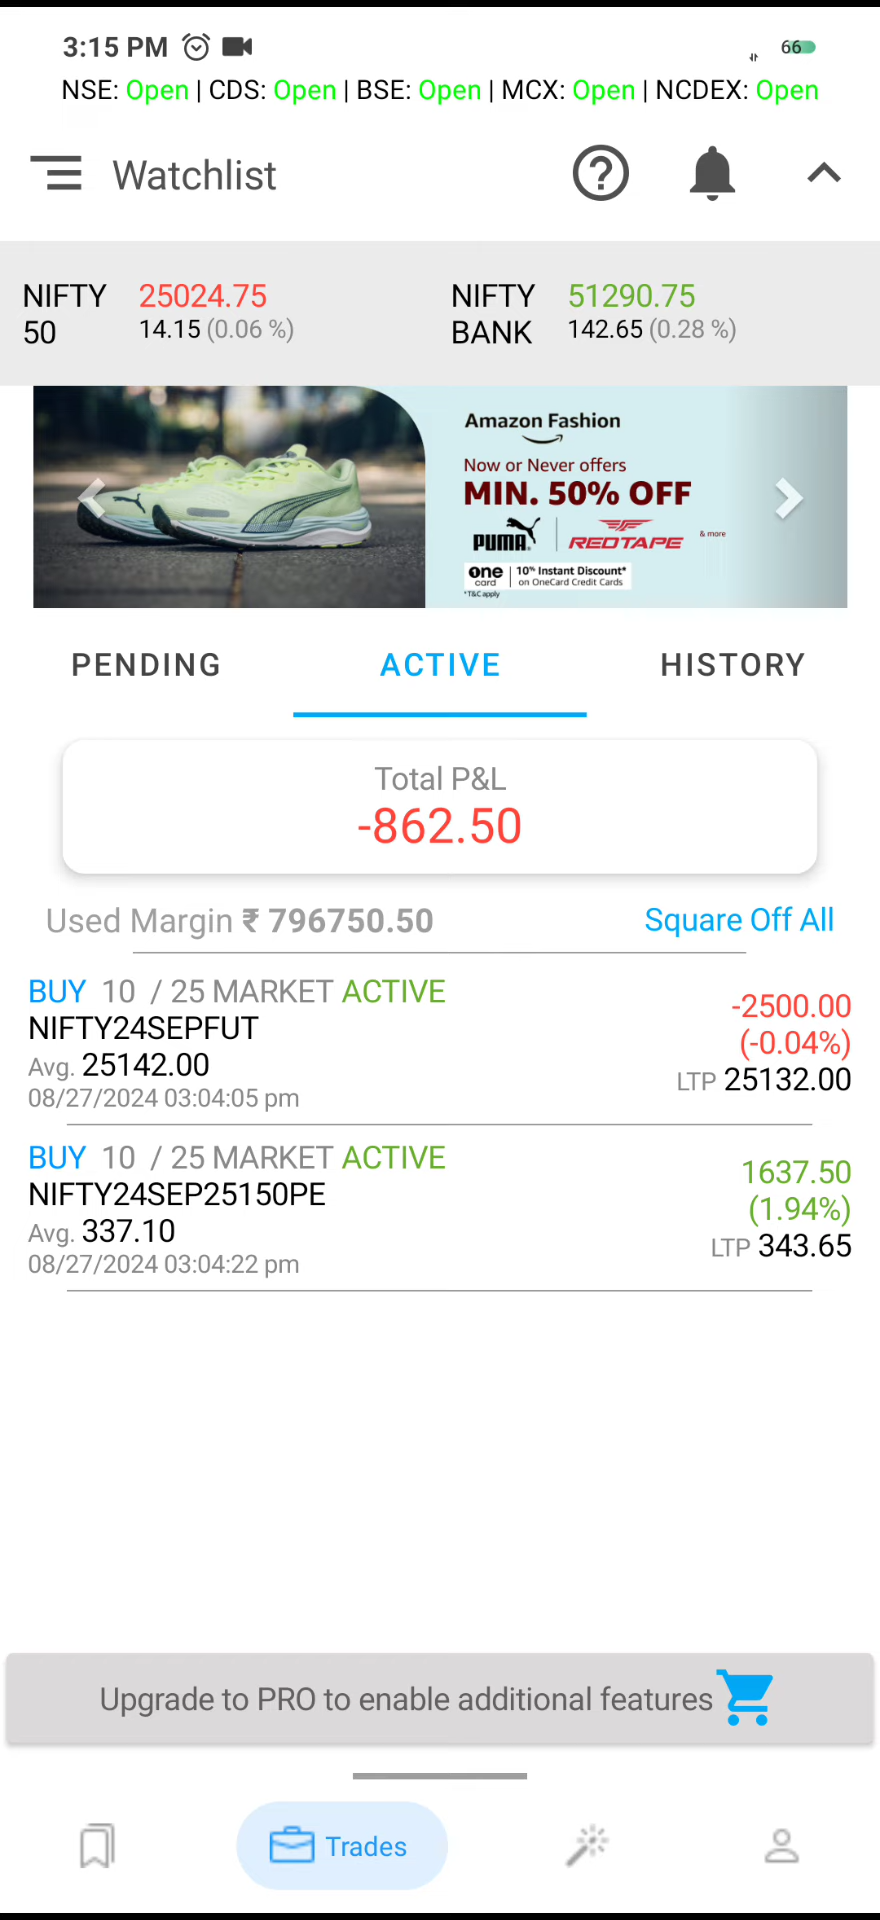 3:15 PM 66
NSE: Open | CDS: Open | BSE: Open | MCX: Open | NCDEX: Open
Watchlist
NIFTY 50 25024.75
14.15 (0.06 %)
NIFTY BANK 51290.75
142.65 (0.28 %)
Amazon Fashion
Now or Never offers
MIN. 50% OFF
PUMA REDTAPE & more
one card 10% Instant Discount*
on OneCard Credit Cards
*T&C apply
PENDING ACTIVE HISTORY
Total P&L
-862.50
Used Margin ₹ 796750.50 Square Off All
BUY 10 / 25 MARKET ACTIVE
-2500.00
NIFTY24SEPFUT
(-0.04%)
Avg. 25142.00
LTP 25132.00
08/27/2024 03:04:05 pm
BUY 10 / 25 MARKET ACTIVE
1637.50
NIFTY24SEP25150PE
(1.94%)
Avg. 337.10
LTP 343.65
08/27/2024 03:04:22 pm
Upgrade to PRO to enable additional features
Trades